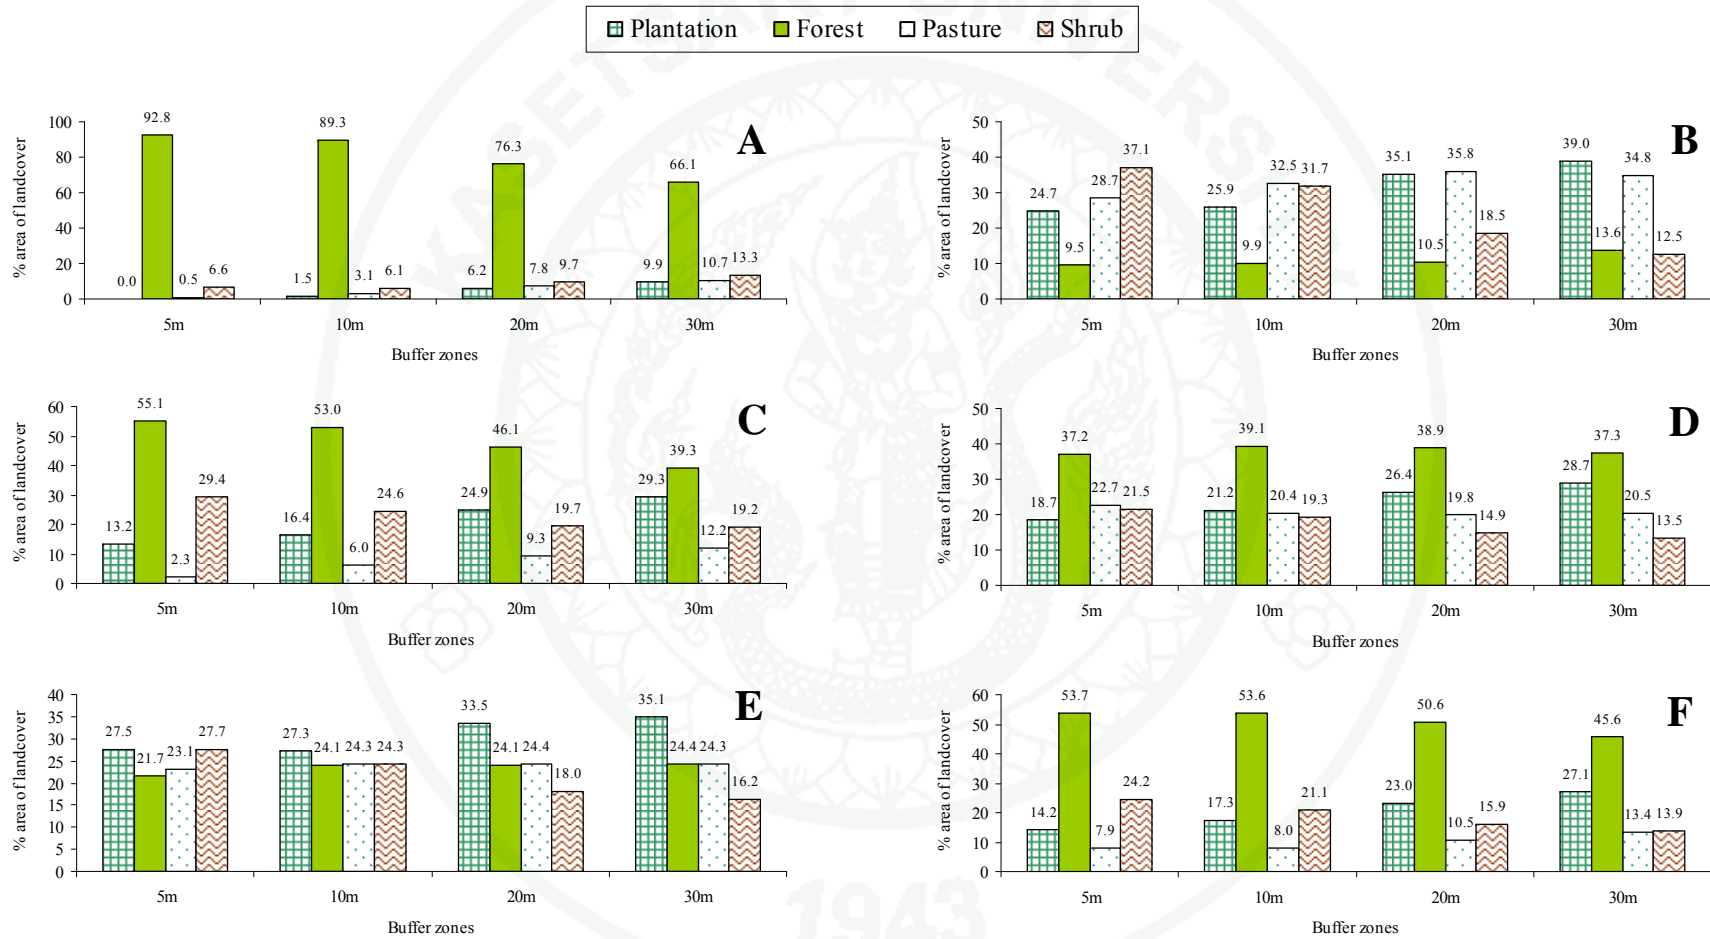 Plantation Forest Pasture Shrub
A
% area of landcover
100
80
60
40
20
0
0.0 92.8 0.5 6.6
1.5 89.3 3.1 6.1
6.2 76.3 7.8 9.7
9.9 66.1 10.7 13.3
5m 10m 20m 30m
Buffer zones
B
% area of landcover
50
40
30
20
10
0
24.7 9.5 28.7 37.1
25.9 9.9 32.5 31.7
35.1 10.5 35.8 18.5
39.0 13.6 34.8 12.5
5m 10m 20m 30m
Buffer zones
C
% area of landcover
60
50
40
30
20
10
0
13.2 55.1 2.3 29.4
16.4 53.0 6.0 24.6
24.9 46.1 9.3 19.7
29.3 39.3 12.2 19.2
5m 10m 20m 30m
Buffer zones
D
% area of landcover
50
40
30
20
10
0
18.7 37.2 22.7 21.5
21.2 39.1 20.4 19.3
26.4 38.9 19.8 14.9
28.7 37.3 20.5 13.5
5m 10m 20m 30m
Buffer zones
E
% area of landcover
40
35
30
25
20
15
10
5
0
27.5 21.7 23.1 27.7
27.3 24.1 24.3 24.3
33.5 24.1 24.4 18.0
35.1 24.4 24.3 16.2
5m 10m 20m 30m
Buffer zones
F
% area of landcover
60
50
40
30
20
10
0
14.2 53.7 7.9 24.2
17.3 53.6 8.0 21.1
23.0 50.6 10.5 15.9
27.1 45.6 13.4 13.9
5m 10m 20m 30m
Buffer zones
KASETSART UNIVERSITY
1943